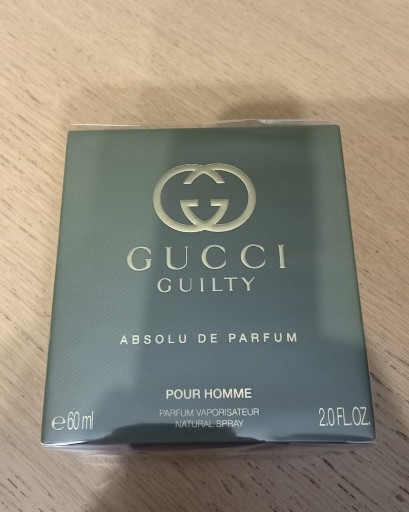 GUCCI
GUILTY
ABSOLU DE PARFUM
POUR HOMME
PARFUM VAPORISATEUR
NATURAL SPRAY
℮60 ml
2.0 FL.OZ.